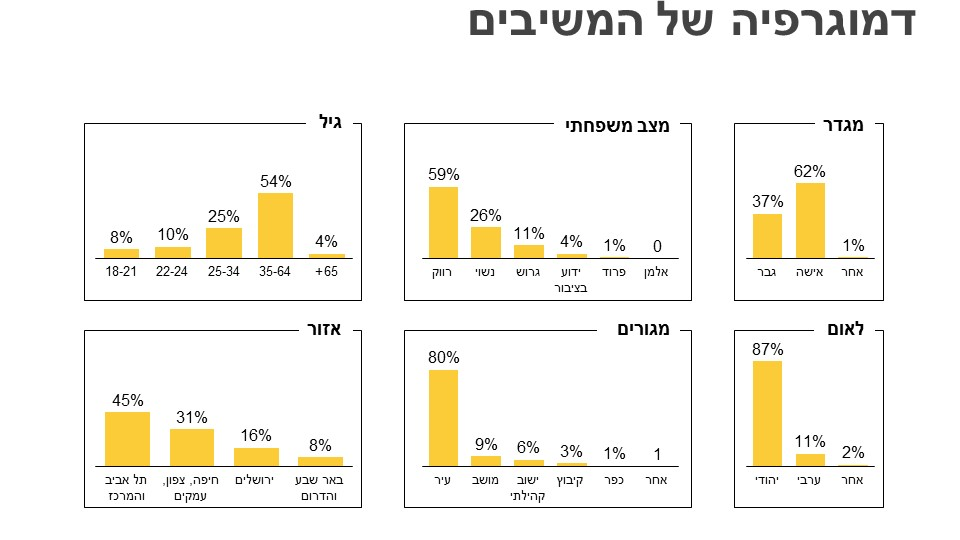 דמוגרפיה של המשיבים
מגדר
37%
62%
1%
גבר
אישה
אחר
מצב משפחתי
59%
26%
11%
4%
1%
0
רווק
נשוי
גרוש
ידוע
בציבור
פרוד
אלמן
גיל
8%
10%
25%
54%
4%
18-21
22-24
25-34
35-64
65+
לאום
87%
11%
2%
יהודי
ערבי
אחר
מגורים
80%
9%
6%
3%
1%
1
עיר
מושב
ישוב
קהילתי
קיבוץ
כפר
אחר
אזור
45%
31%
16%
8%
תל אביב
והמרכז
חיפה, צפון,
עמקים
ירושלים
באר שבע
והדרום